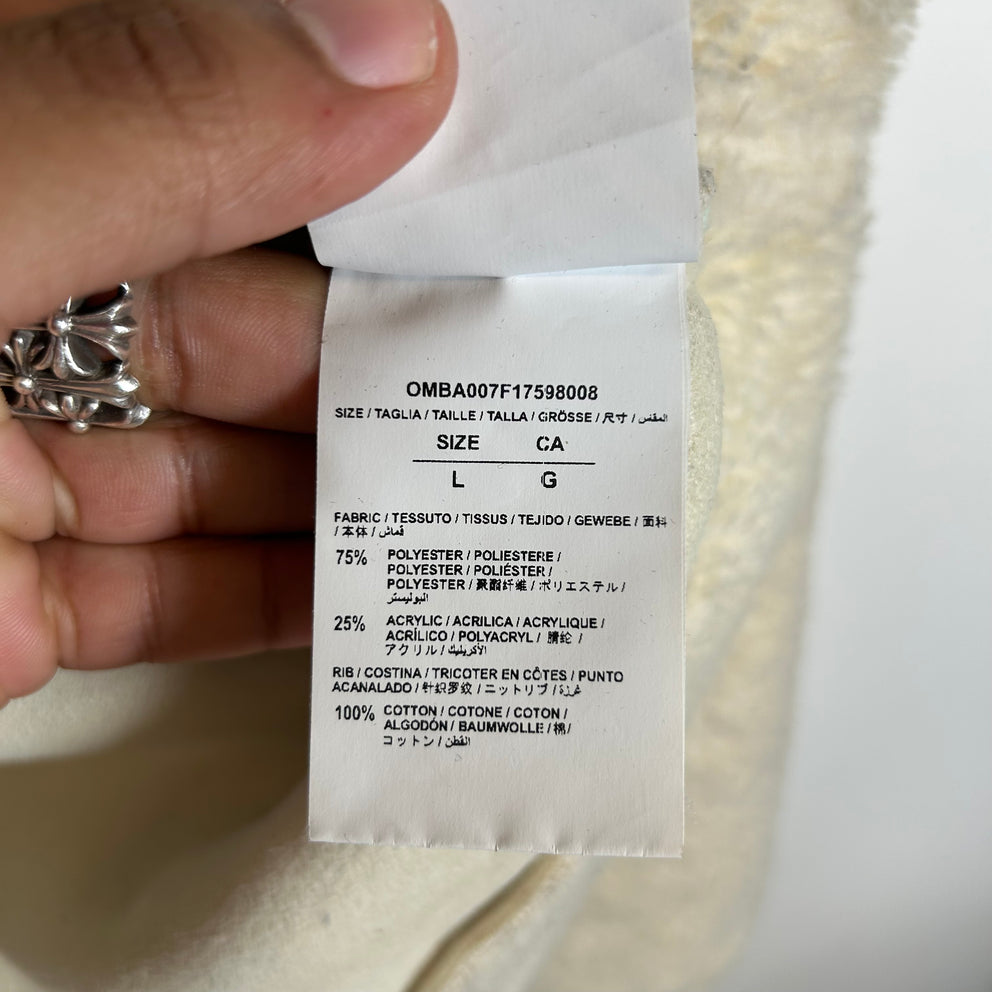 OMBA007F17598008
SIZE / TAGLIA / TAILLE / TALLA / GRÖSSE / 尺寸 / المقاس
SIZE CA
L G
FABRIC / TESSUTO / TISSUS / TEJIDO / GEWEBE / 面料
/ 本体 / قماش
75% POLYESTER / POLIESTERE /
POLYESTER / POLIÉSTER /
POLYESTER / 聚酯纤维 / ポリエステル /
البوليستر
25% ACRYLIC / ACRILICA / ACRYLIQUE /
ACRÍLICO / POLYACRYL / 腈纶 /
アクリル / الأكريليك
RIB / COSTINA / TRICOTER EN CÔTES / PUNTO
ACANALADO / 针织罗纹 / ニットリブ /
100% COTTON / COTONE / COTON /
ALGODÓN / BAUMWOLLE / 棉 /
コットン / القطن